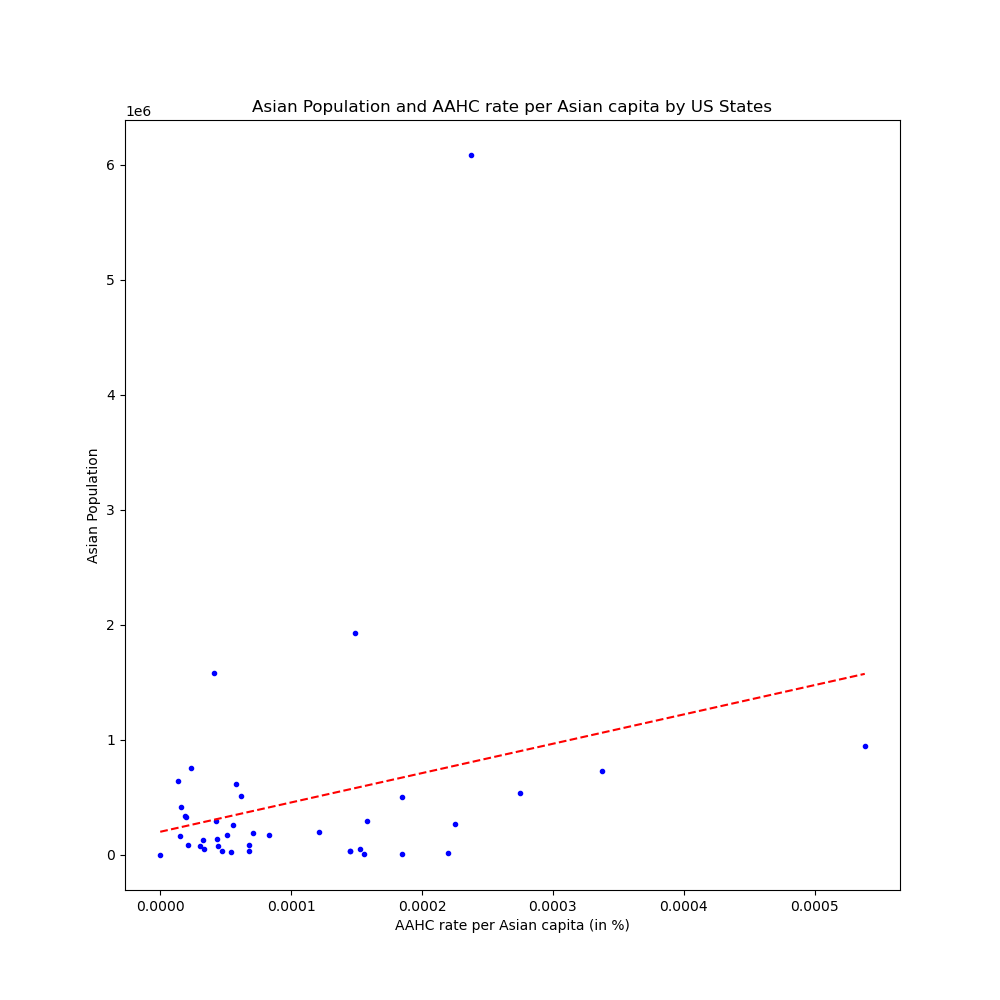 Asian Population and AAHC rate per Asian capita by US States
1e6
6
5
4
3
2
1
0
Asian Population
0.0000 0.0001 0.0002 0.0003 0.0004 0.0005
AAHC rate per Asian capita (in %)